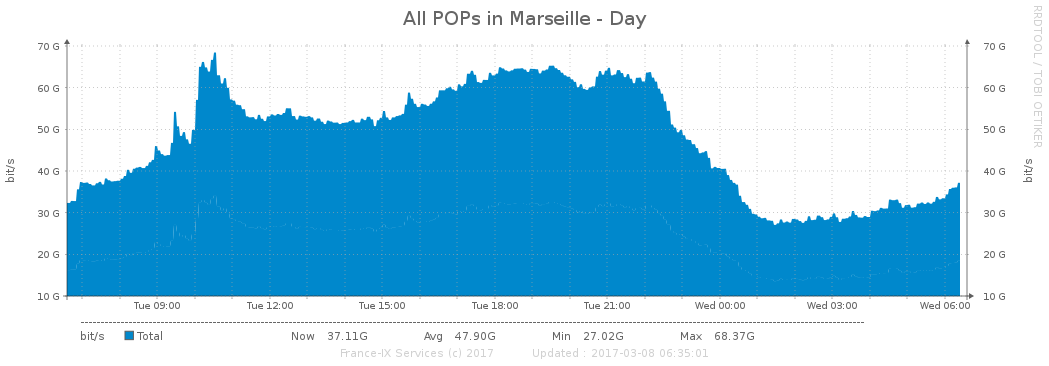 All POPs in Marseille - Day
RRDTOOL / TOBI OETIKER
bit/s
70 G
60 G
50 G
40 G
30 G
20 G
10 G
70 G
60 G
50 G
40 G
30 G
20 G
10 G
bit/s
Tue 09:00 Tue 12:00 Tue 15:00 Tue 18:00 Tue 21:00 Wed 00:00 Wed 03:00 Wed 06:00
bit/s Total Now 37.11G Avg 47.90G Min 27.02G Max 68.37G
France-IX Services (c) 2017 Updated : 2017-03-08 06:35:01